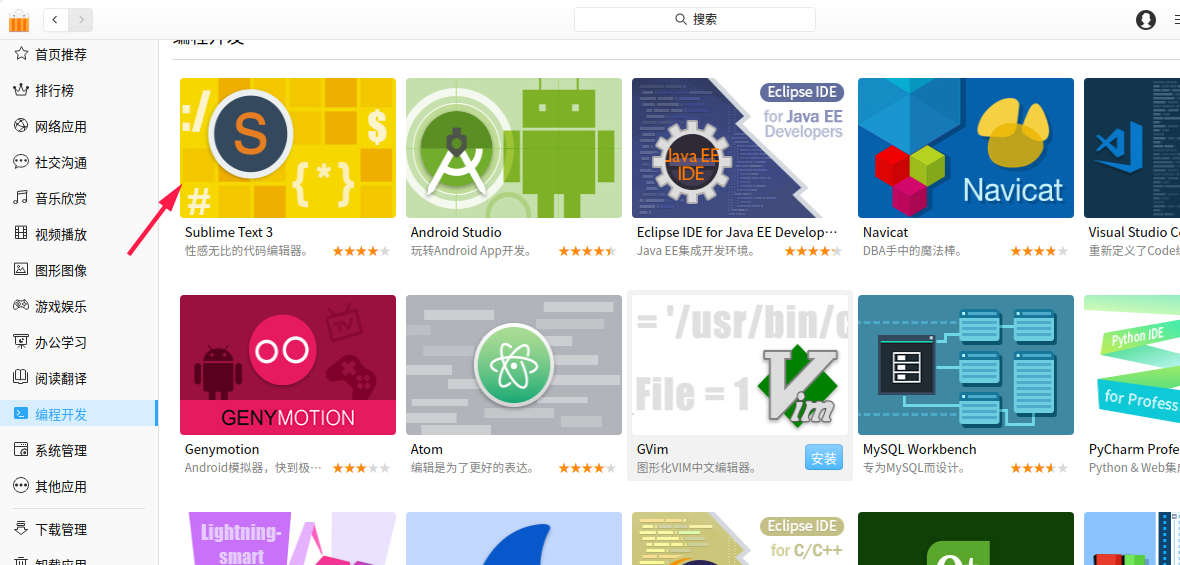 搜索
首页推荐
排行榜
网络应用
社交沟通
音乐欣赏
视频播放
图形图像
游戏娱乐
办公学习
阅读翻译
编程开发
系统管理
其他应用
下载管理
卸载应用
编程开发
:/
$
S
{*}
#
Eclipse IDE
for Java EE
Developers
Java EE
IDE
Navicat
Sublime Text 3
性感无比的代码编辑器。
Android Studio
玩转Android App开发。
Eclipse IDE for Java EE Develop···
Java EE集成开发环境。
Navicat
DBA手中的魔法棒。
Visual Studio Co
重新定义了Code编
TV
GENYMOTION
= '/usr/bin/c
File = 1
Vim
Python IDE
for Profess
Genymotion
Android模拟器，快到极···
Atom
编辑是为了更好的表达。
GVim
图形化VIM中文编辑器。
安装
MySQL Workbench
专为MySQL而设计。
PyCharm Profe
Python & Web集成
Lightning-
smart
Eclipse IDE
for C/C++
Qt